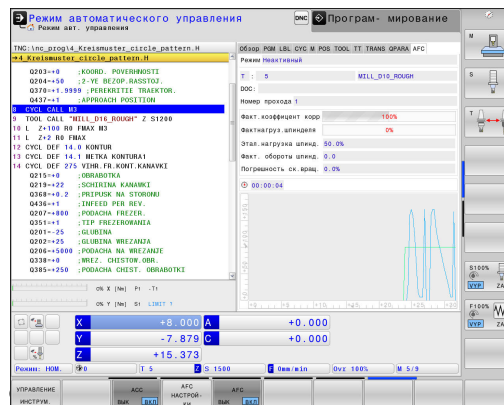 Режим автоматического управления
Режим авт. управления
DNC
Програм- мирование
TNC:\nc_prog\4_Kreismuster_circle_pattern.H
→4_Kreismuster_circle_pattern.H
Q203=+0 ;KOORD. POVERHNOSTI
Q204=+50 ;2-YE BEZOP.RASSTOJ.
Q370=+1.9999 ;PEREKRITIE TRAEKTOR.
Q437=+1 ;APPROACH POSITION
8 CYCL CALL M3
9 TOOL CALL "MILL_D16_ROUGH" Z S1200
10 L Z+100 R0 FMAX M3
11 L Z+2 R0 FMAX
12 CYCL DEF 14.0 KONTUR
13 CYCL DEF 14.1 METKA KONTURA1
14 CYCL DEF 275 VIHR.FR.KONT.KANAVKI
Q215=+0 ;OBRABOTKA
Q219=+22 ;SCHIRINA KANAWKI
Q368=+0.2 ;PRIPUSK NA STORONU
Q436=+1 ;INFEED PER REV.
Q207=+800 ;PODACHA FREZER.
Q351=+1 ;TIP FREZEROWANIA
Q201=-25 ;GLUBINA
Q202=+25 ;GLUBINA WREZANJA
Q206=+5000 ;PODACHA NA WREZANIE
Q338=+0 ;WREZ. CHISTOW.OBR.
Q385=+250 ;PODACHA CHIST. OBRABOTKI
Обзор PGM LBL CYC M POS TOOL TT TRANS QPARA AFC
Режим Неактивный
T : 5 MILL_D10_ROUGH
DOC:
Номер прохода 1
Факт.коэффициент корр 100%
Фактнагруз.шпинделя 0%
Этал.нагрузка шпинд. 50.0%
Факт. обороты шпинд. 0.0
Погрешность ск.вращ. 0.0%
00:00:04
0% X [Nm] P1 -T1
0% Y [Nm] S1 LIMIT 1
X +8.000 A +0.000
Y -7.879 C +0.000
Z +15.373
Режим: НОМ. 0 T 5 Z S 1500 F 0mm/min Ovr 100% M 5/9
УПРАВЛЕНИЕ
ИНСТРУМ.
ACC
ВЫК ВКЛ
AFC
НАСТРОЙ-
КИ
AFC
ВЫК ВКЛ
M
S
T
S100%
VYP
F100%
VYP